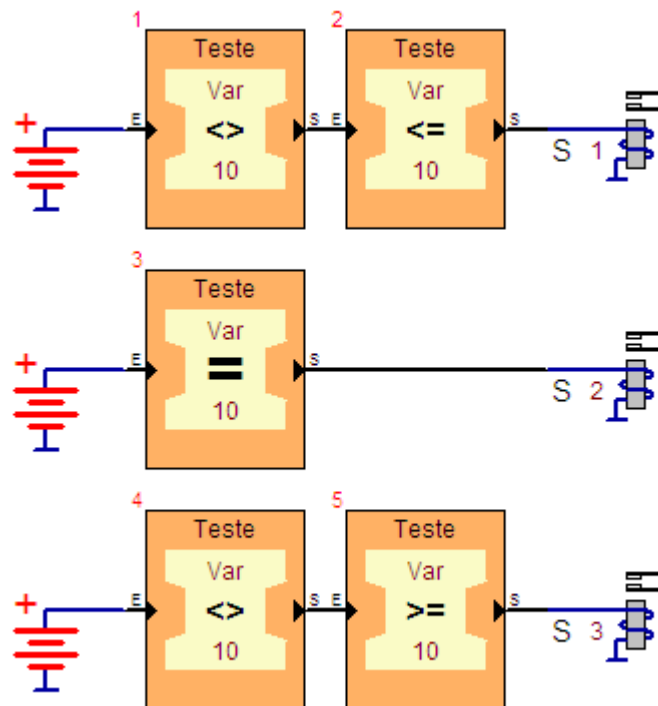 1 2
Teste Teste
Var Var
+ E <> S E <= S
10 10
S 1
3
Teste
Var
+ E = S
10
S 2
4 5
Teste Teste
Var Var
+ E <> S E >= S
10 10
S 3